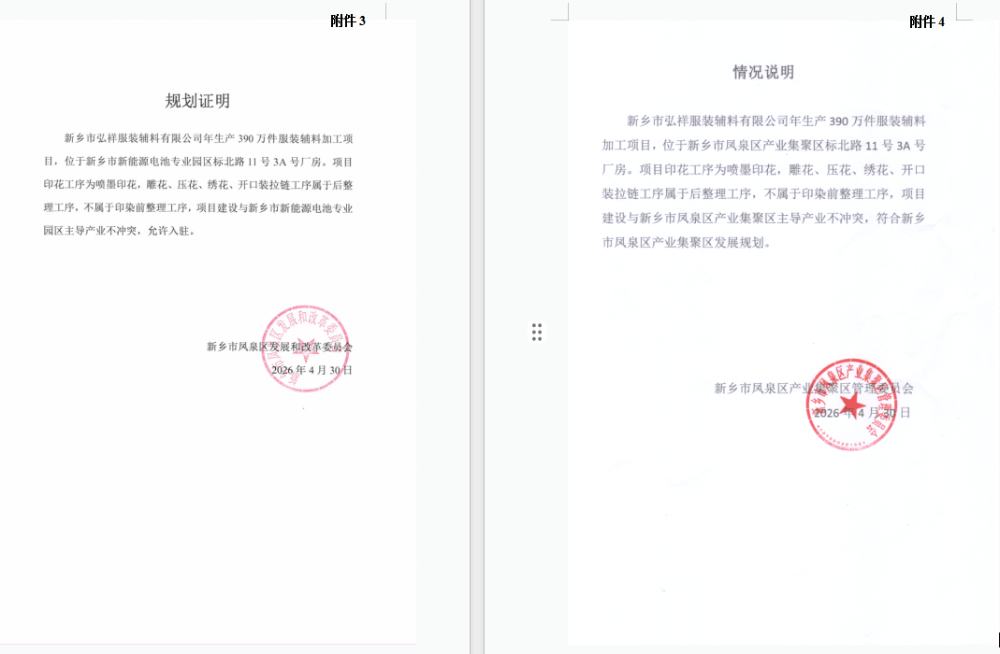 附件 3
规划证明
新乡市弘祥服装辅料有限公司年生产 390 万件服装辅料加工项
目，位于新乡市新能源电池专业园区标北路 11 号 3A 号厂房。项目
印花工序为喷墨印花，雕花、压花、绣花、开口装拉链工序属于后整
理工序，不属于印染前整理工序，项目建设与新乡市新能源电池专业
园区主导产业不冲突，允许入驻。
新乡市凤泉区发展和改革委员会
2026 年 4 月 30 日
附件 4
情况说明
新乡市弘祥服装辅料有限公司年生产 390 万件服装辅料
加工项目，位于新乡市凤泉区产业集聚区标北路 11 号 3A 号
厂房。项目印花工序为喷墨印花，雕花、压花、绣花、开口
装拉链工序属于后整理工序，不属于印染前整理工序，项目
建设与新乡市凤泉区产业集聚区主导产业不冲突，符合新乡
市凤泉区产业集聚区发展规划。
新乡市凤泉区产业集聚区管理委员会
2026 年 4 月 30 日
新乡市凤泉区产业集聚区管理委员会